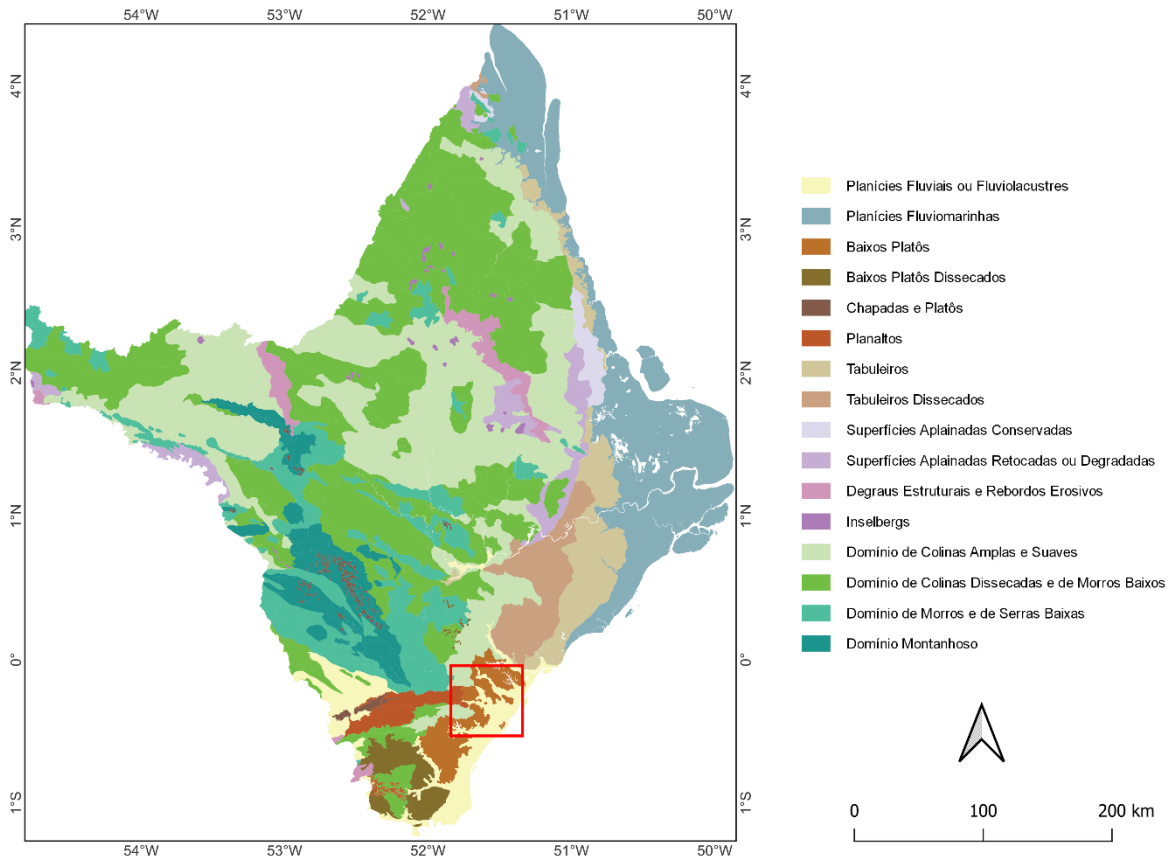 54°W 53°W 52°W 51°W 50°W
4°N 4°N
3°N 3°N
2°N 2°N
1°N 1°N
0° 0°
1°S 1°S
54°W 53°W 52°W 51°W 50°W
Planícies Fluviais ou Fluviolacustres
Planícies Fluviomarinhas
Baixos Platôs
Baixos Platôs Dissecados
Chapadas e Platôs
Planaltos
Tabuleiros
Tabuleiros Dissecados
Superfícies Aplainadas Conservadas
Superfícies Aplainadas Retocadas ou Degradadas
Degraus Estruturais e Rebordos Erosivos
Inselbergs
Domínio de Colinas Amplas e Suaves
Domínio de Colinas Dissecadas e de Morros Baixos
Domínio de Morros e de Serras Baixas
Domínio Montanhoso
0 100 200 km